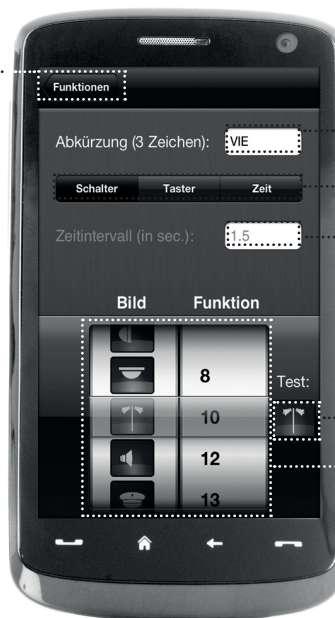 Funktionen
Abkürzung (3 Zeichen): VIE
Schalter Taster Zeit
Zeitintervall (in sec.): 1.5
Bild Funktion
8
Test:
10
12
13